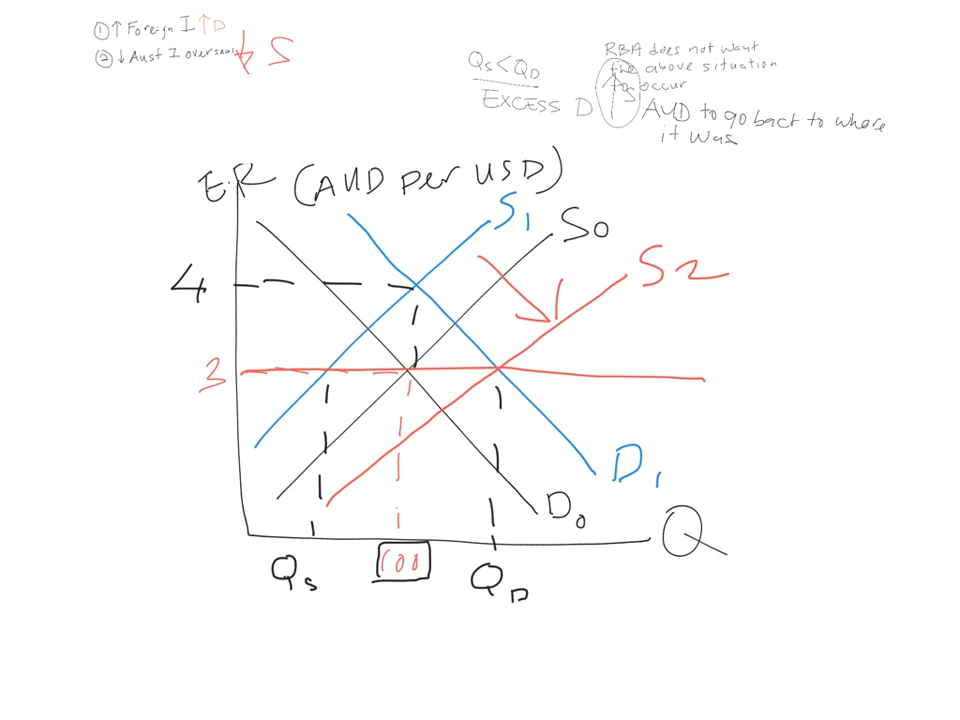 ① ↑ Foreign I ↑ D
② ↓ Aust I overseas ↓ S
Qs < QD
EXCESS D
RBA does not want
the above situation
to occur.
↑ S
AUD to go back to where
it was
ER (AUD per USD)
S1
S0
S2
4
3
D1
D0
Q
Qs
100
QD